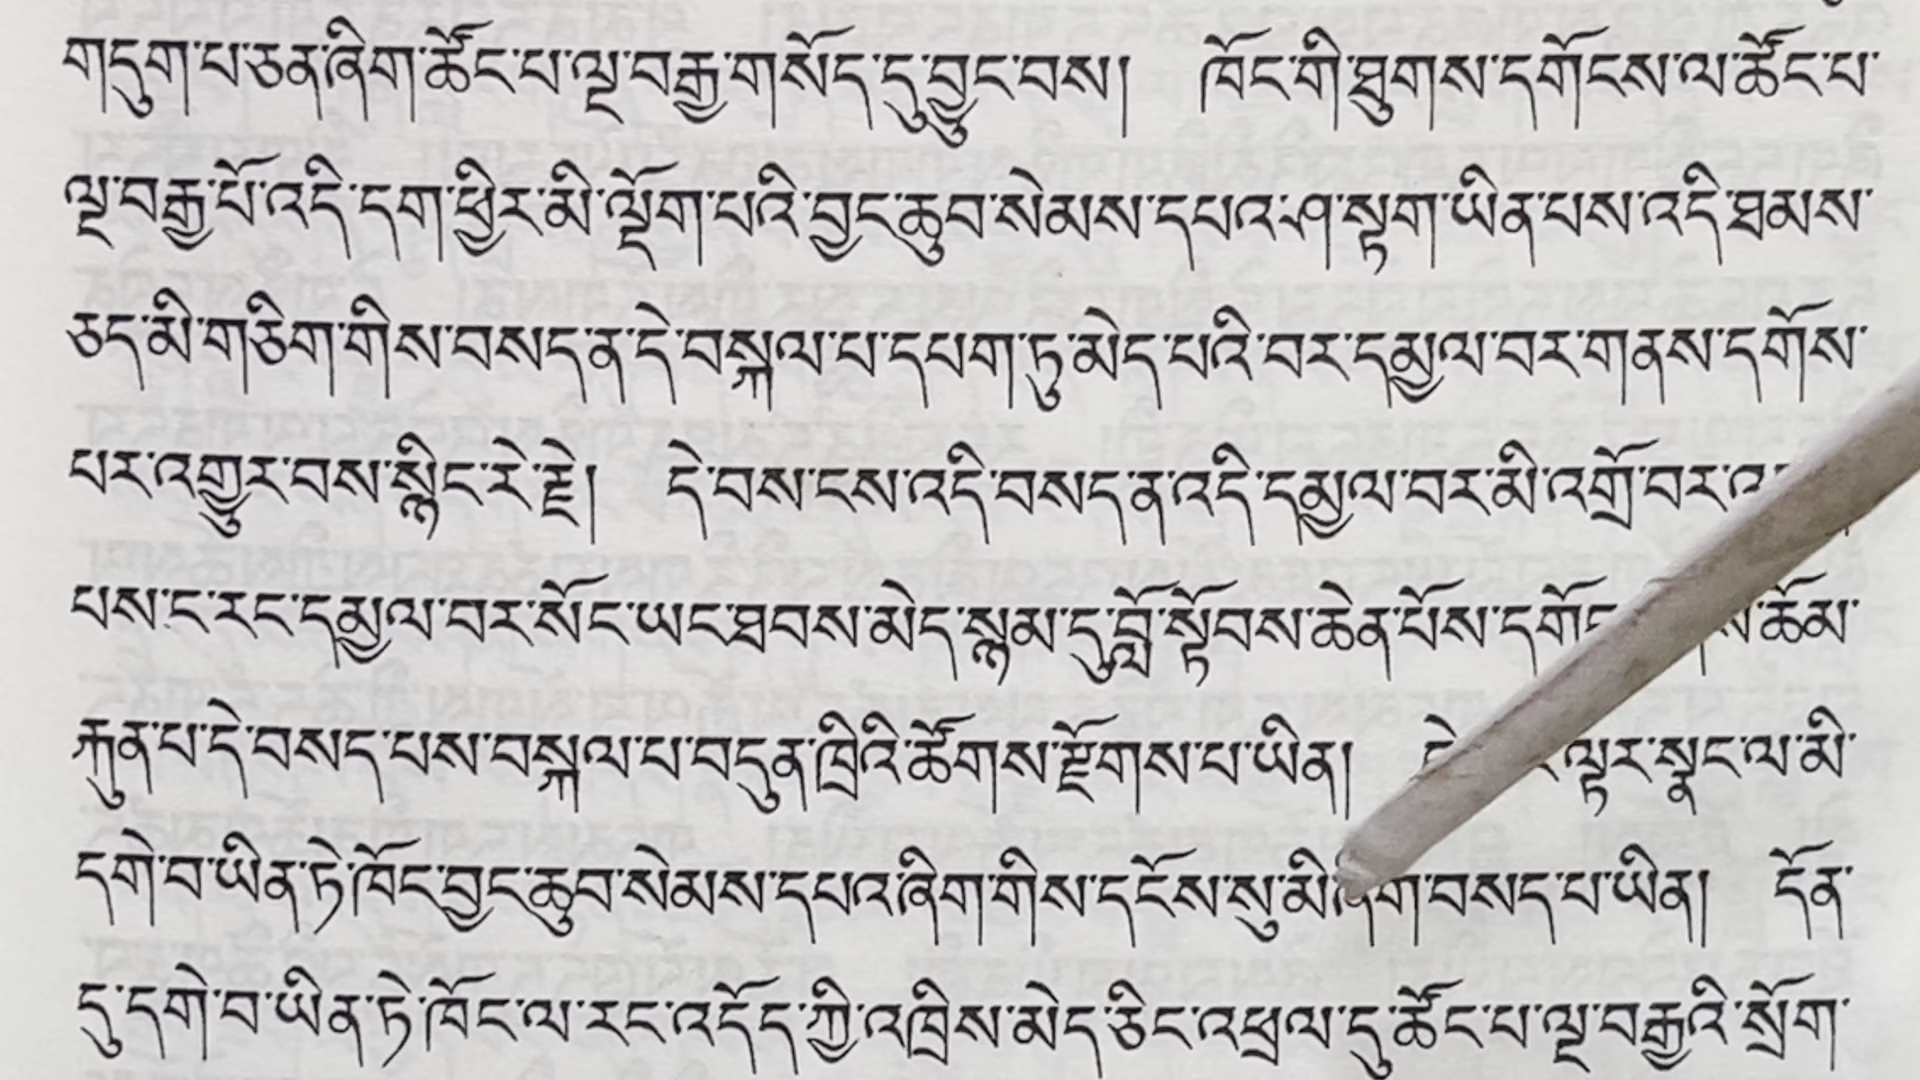 གདུག་པ་ཅན་ཞིག་ཚོང་པ་ལྔ་བརྒྱ་གསོད་དུ་བྱུང་བས། ཁོང་གི་ཐུགས་དགོངས་ལ་ཚོང་པ་
ལྔ་བརྒྱ་པོ་འདི་དག་ཕྱིར་མི་ལྡོག་པའི་བྱང་ཆུབ་སེམས་དཔའ་ཤ་སྟག་ཡིན་པས་འདི་ཐམས་
ཅད་མི་གཅིག་གིས་བསད་ན་དེ་བསྐལ་པ་དཔག་ཏུ་མེད་པའི་བར་དམྱལ་བར་གནས་དགོས་
པར་འགྱུར་བས་སྙིང་རེ་རྗེ། དེ་བས་ངས་འདི་བསད་ན་འདི་དམྱལ་བར་མི་འགྲོ་བར་
པས་ང་རང་དམྱལ་བར་སོང་ཡང་ཐབས་མེད་སྙམ་དུ་བློ་སྟོབས་ཆེན་པོས་ཆོམ་
རྐུན་པ་དེ་བསད་པས་བསྐལ་པ་བདུན་ཁྲིའི་ཚོགས་རྫོགས་པ་ཡིན། ལྟར་སྣང་ལ་མི་
དགེ་བ་ཡིན་ཏེ་ཁོང་བྱང་ཆུབ་སེམས་དཔའ་ཞིག་གིས་དངོས་སུ་མི་ཞིག་བསད་པ་ཡིན། དོན་
དུ་དགེ་བ་ཡིན་ཏེ་ཁོང་ལ་རང་འདོད་ཀྱི་འཁྲིས་མེད་ཅིང་འཕྲལ་དུ་ཚོང་པ་ལྔ་བརྒྱའི་སྲོག་